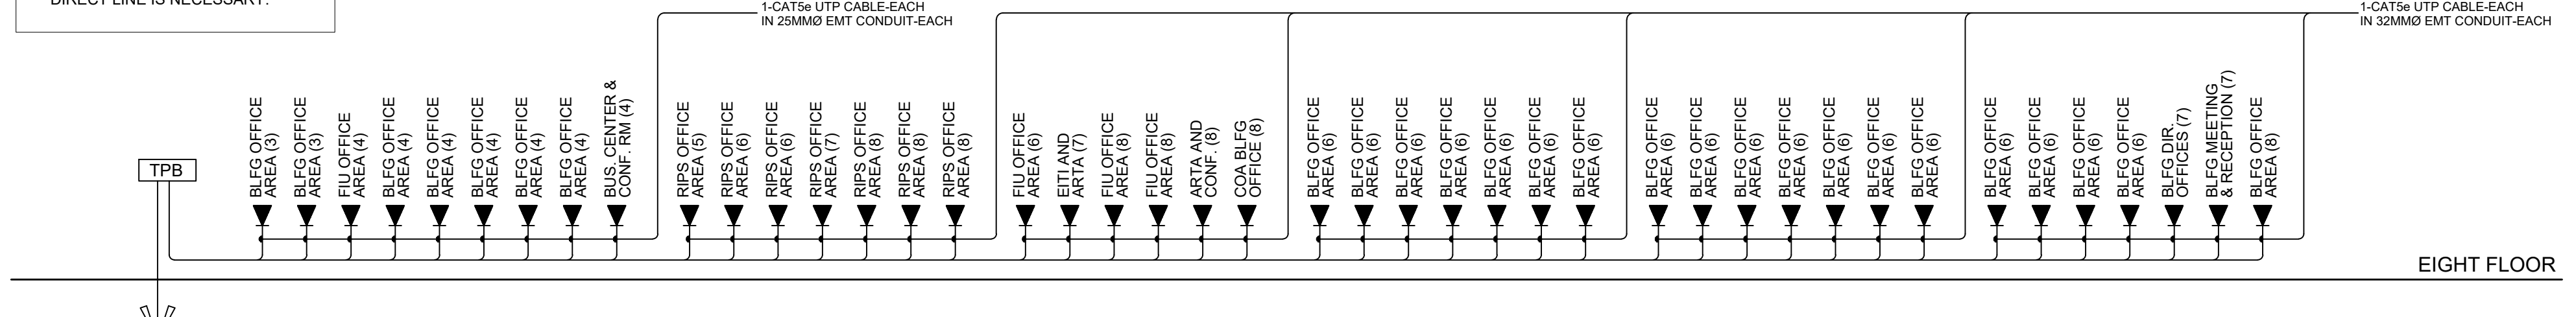 DIRECT LINE IS NECESSARY.
1-CAT5e UTP CABLE-EACH
IN 25MMØ EMT CONDUIT-EACH
1-CAT5e UTP CABLE-EACH
IN 32MMØ EMT CONDUIT-EACH
TPB
BLFG OFFICE
AREA (3)
BLFG OFFICE
AREA (3)
FIU OFFICE
AREA (4)
BLFG OFFICE
AREA (4)
BLFG OFFICE
AREA (4)
BLFG OFFICE
AREA (4)
BLFG OFFICE
AREA (4)
BLFG OFFICE
AREA (4)
BUS. CENTER &
CONF. RM (4)
RIPS OFFICE
AREA (5)
RIPS OFFICE
AREA (6)
RIPS OFFICE
AREA (6)
RIPS OFFICE
AREA (7)
RIPS OFFICE
AREA (8)
RIPS OFFICE
AREA (8)
RIPS OFFICE
AREA (8)
FIU OFFICE
AREA (6)
EITI AND
ARTA (7)
FIU OFFICE
AREA (8)
FIU OFFICE
AREA (8)
ARTA AND
CONF. (8)
COA BLFG
OFFICE (8)
BLFG OFFICE
AREA (6)
BLFG OFFICE
AREA (6)
BLFG OFFICE
AREA (6)
BLFG OFFICE
AREA (6)
BLFG OFFICE
AREA (6)
BLFG OFFICE
AREA (6)
BLFG OFFICE
AREA (6)
BLFG OFFICE
AREA (6)
BLFG OFFICE
AREA (6)
BLFG OFFICE
AREA (6)
BLFG OFFICE
AREA (6)
BLFG OFFICE
AREA (6)
BLFG OFFICE
AREA (6)
BLFG OFFICE
AREA (6)
BLFG OFFICE
AREA (6)
BLFG OFFICE
AREA (6)
BLFG OFFICE
AREA (6)
BLFG OFFICE
AREA (6)
BLFG DIR.
OFFICES (7)
BLFG MEETING
& RECEPTION (7)
BLFG OFFICE
AREA (8)
EIGHT FLOOR